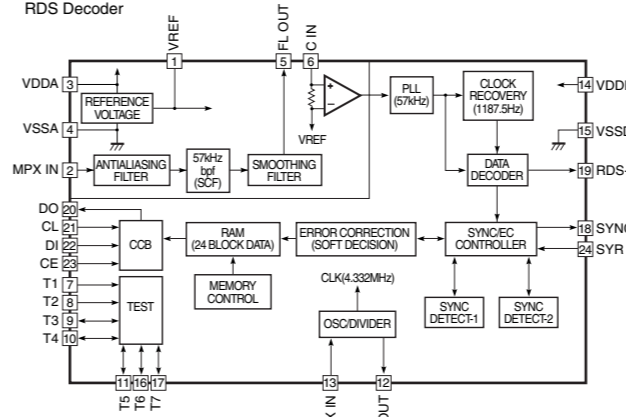 RDS Decoder
VREF
FL OUT
C IN
1
5
6
VDDA 3
REFERENCE
VOLTAGE
VSSA 4
+
−
VREF
PLL
(57kHz)
CLOCK
RECOVERY
(1187.5Hz)
14
15
MPX IN 2
ANTIALIASING
FILTER
57kHz
bpf
(SCF)
SMOOTHING
FILTER
DATA
DECODER
19
DO 20
CL 21
DI 22
CE 23
CCB
RAM
(24 BLOCK DATA)
ERROR CORRECTION
(SOFT DECISION)
SYNC/EC
CONTROLLER
18
24 SYR
MEMORY
CONTROL
CLK(4.332MHz)
T1 7
T2 8
T3 9
T4 10
TEST
OSC/DIVIDER
SYNC
DETECT-1
SYNC
DETECT-2
11 16 17
13 12
T5
T6
T7
IN